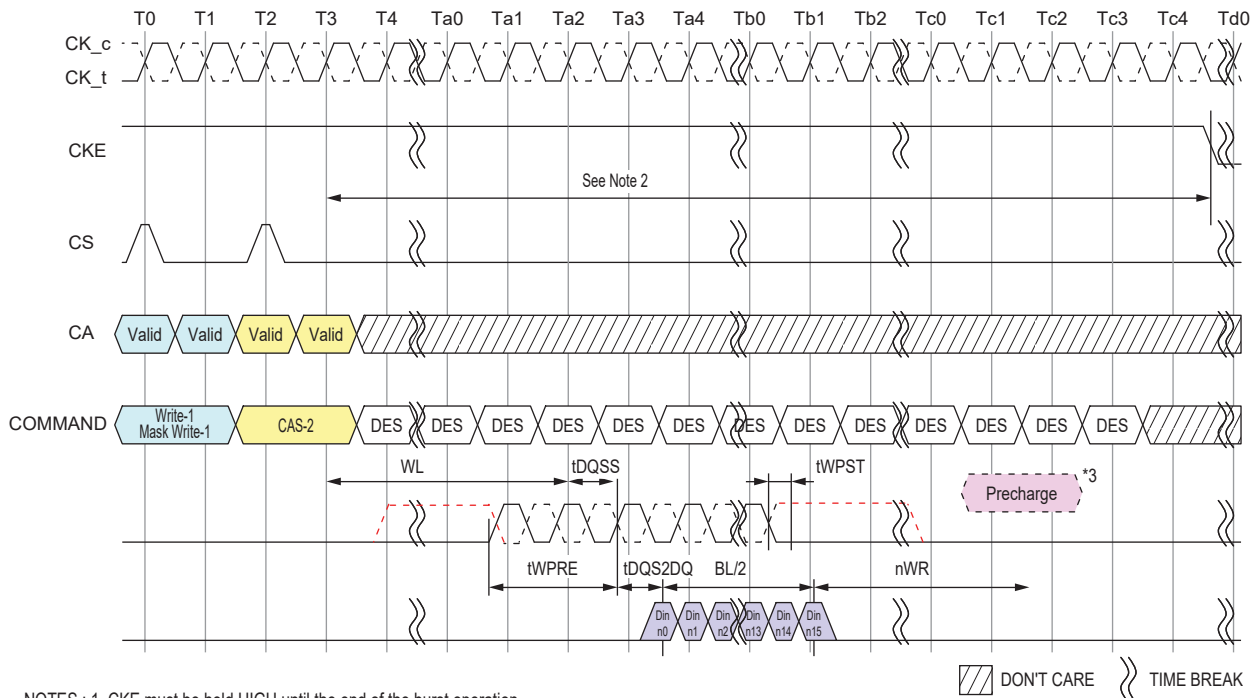 T0 T1 T2 T3 T4 Ta0 Ta1 Ta2 Ta3 Ta4 Tb0 Tb1 Tb2 Tc0 Tc1 Tc2 Tc3 Tc4 Td0
CK_c
CK_t
CKE
See Note 2
CS
CA Valid Valid Valid Valid
COMMAND Write-1 Mask Write-1 CAS-2 DES DES DES DES DES DES DES DES DES DES DES DES DES
WL tDQSS tWPST
Precharge *3
tWPRE tDQS2DQ BL/2 nWR
Din n0 Din n1 Din n2 Din n13 Din n14 Din n15
DON'T CARE TIME BREAK
NOTES : 1. CKE must be held HIGH until the end of the burst operation.